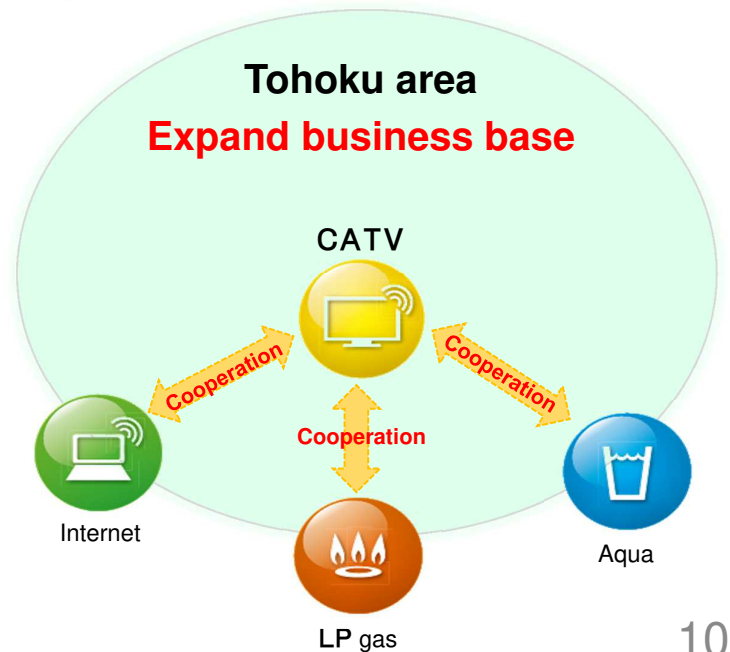 Tohoku area
Expand business base
CATV
Cooperation
Cooperation
Cooperation
Internet
Aqua
LP gas
10